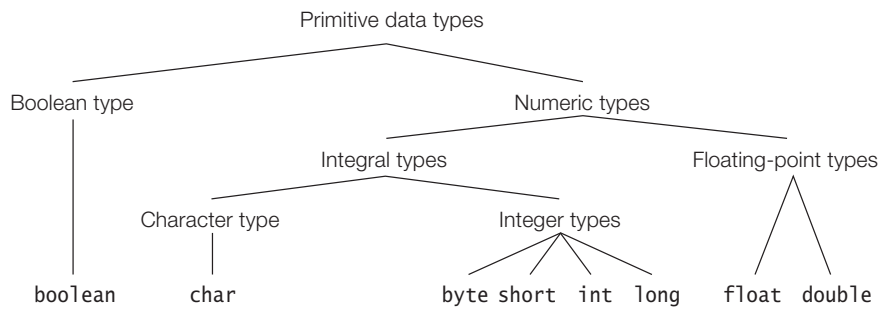 Primitive data types
Boolean type Numeric types
Integral types Floating-point types
Character type Integer types
boolean char byte short int long float double